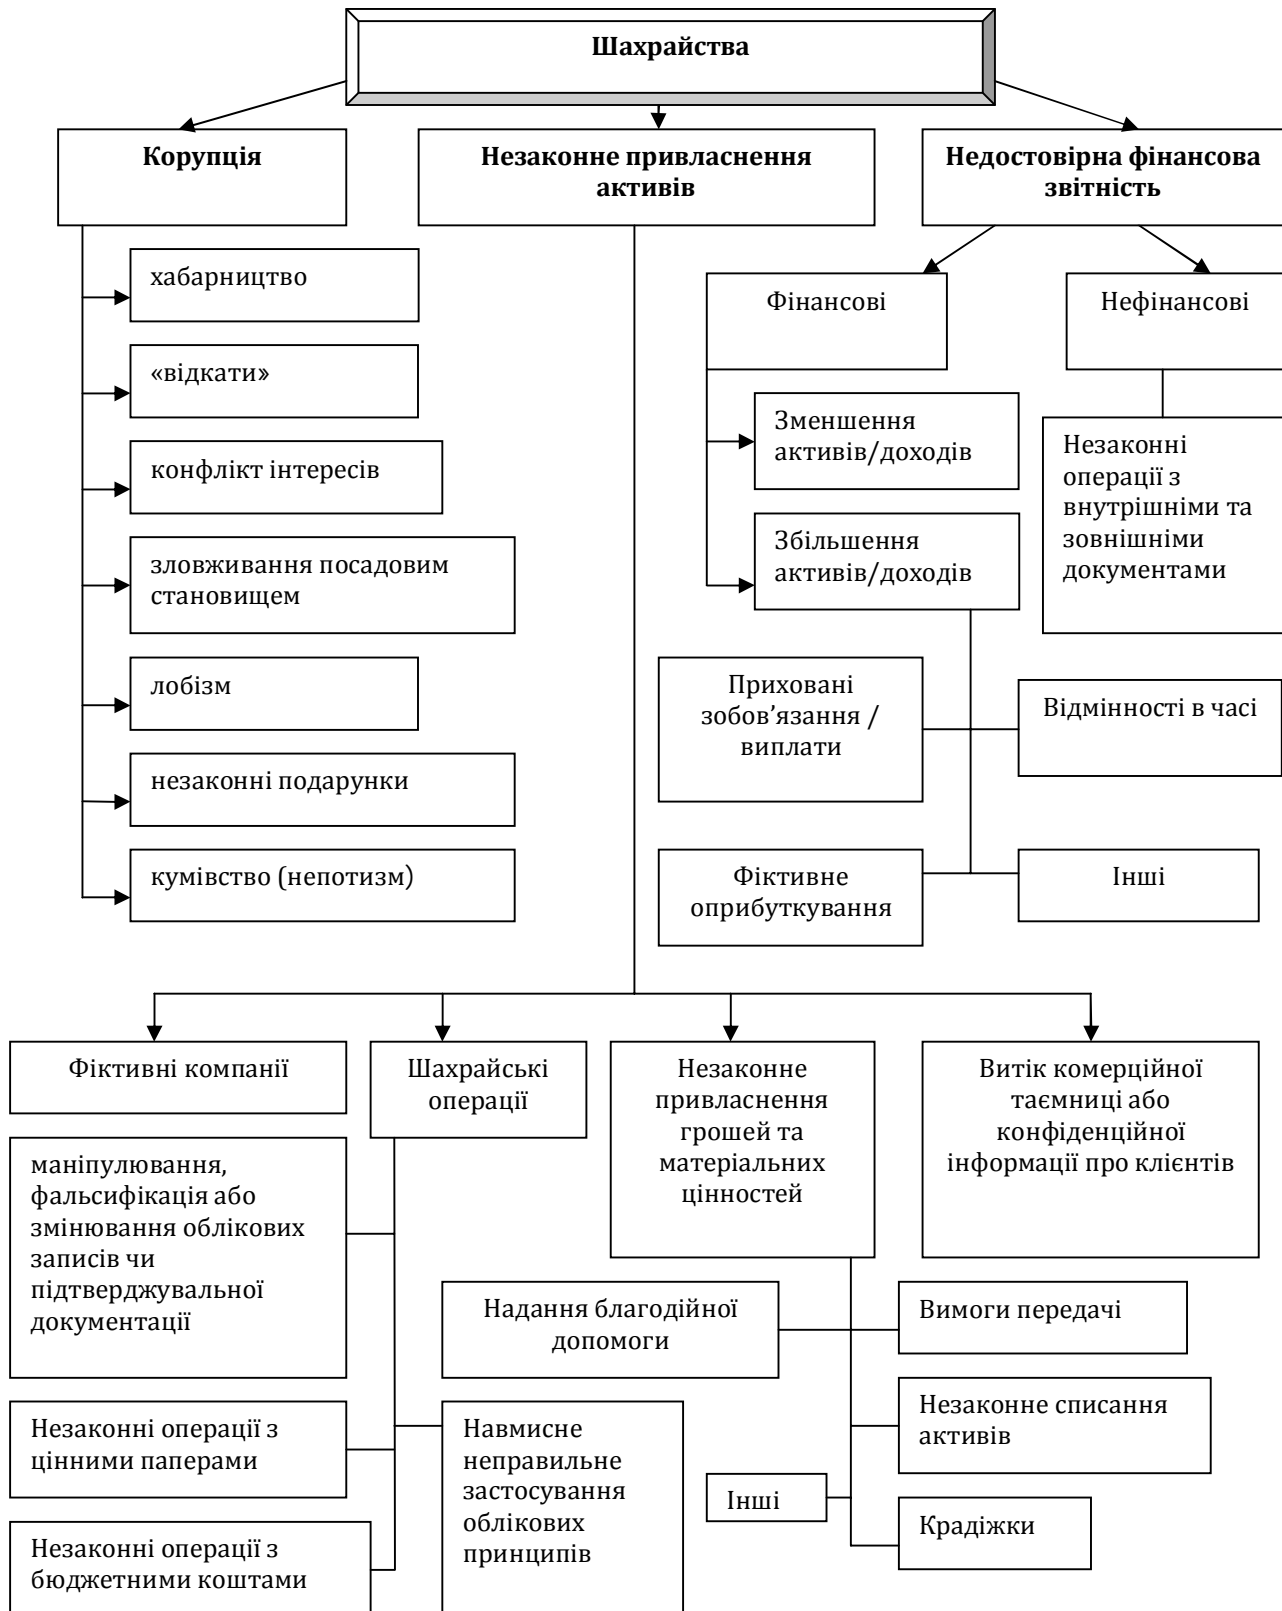 Шахрайства
Корупція
Незаконне привласнення
активів
Недостовірна фінансова
звітність
хабарництво
«відкати»
конфлікт інтересів
зловживання посадовим
становищем
лобізм
незаконні подарунки
кумівство (непотизм)
Фінансові
Нефінансові
Зменшення
активів/доходів
Збільшення
активів/доходів
Незаконні
операції з
внутрішніми та
зовнішніми
документами
Приховані
зобов’язання /
виплати
Відмінності в часі
Фіктивне
оприбуткування
Інші
Фіктивні компанії
Шахрайські
операції
Незаконне
привласнення
грошей та
матеріальних
цінностей
Витік комерційної
таємниці або
конфіденційної
інформації про клієнтів
маніпулювання,
фальсифікація або
змінювання облікових
записів чи
підтверджувальної
документації
Незаконні операції з
цінними паперами
Незаконні операції з
бюджетними коштами
Навмисне
неправильне
застосування
облікових
принципів
Надання благодійної
допомоги
Вимоги передачі
Незаконне списання
активів
Інші
Крадіжки